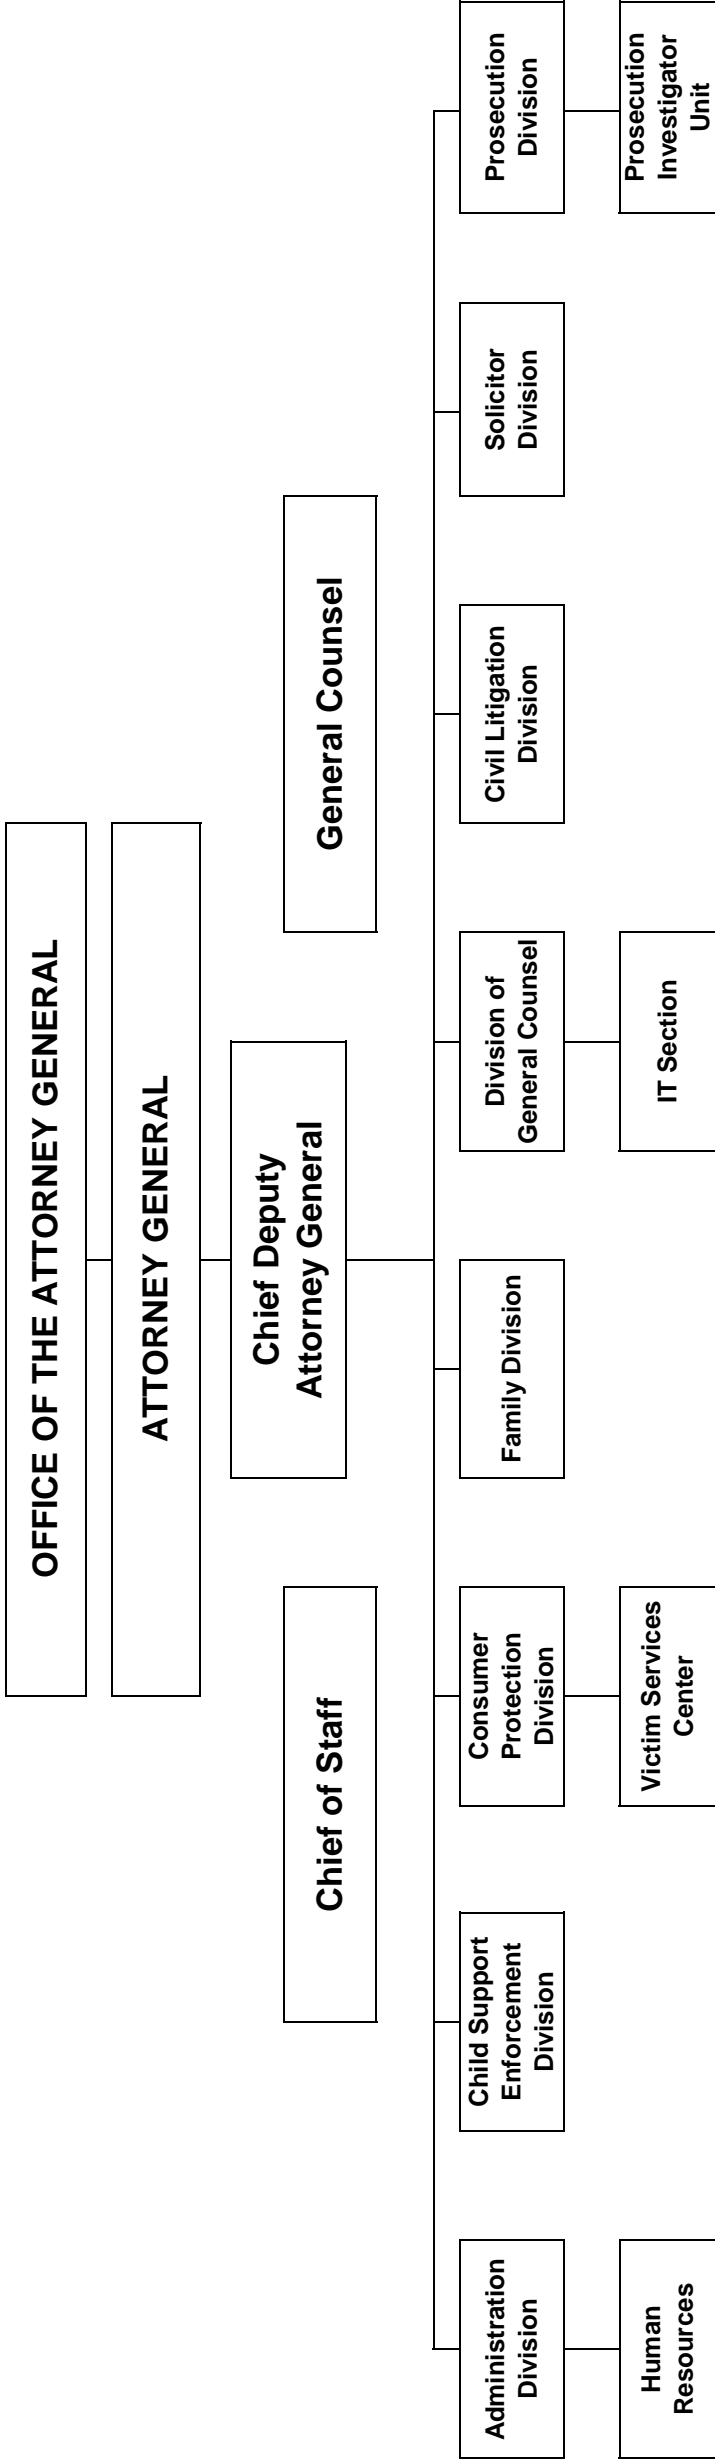 OFFICE OF THE ATTORNEY GENERAL
ATTORNEY GENERAL
Chief Deputy
Attorney General
Chief of Staff
General Counsel
Administration
Division
Child Support
Enforcement
Division
Consumer
Protection
Division
Family Division
Division of
General Counsel
Civil Litigation
Division
Solicitor
Division
Prosecution
Division
Human
Resources
Victim Services
Center
IT Section
Prosecution
Investigator
Unit